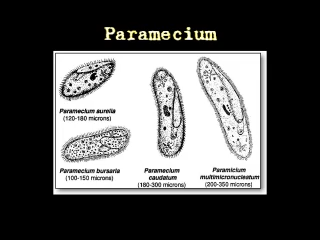 Paramecium
Paramecium aurelia
(120-180 microns)
Paramecium bursaria
(100-150 microns)
Paramecium
caudatum
(180-300 microns)
Paramicium
multimicronucleatum
(200-350 microns)